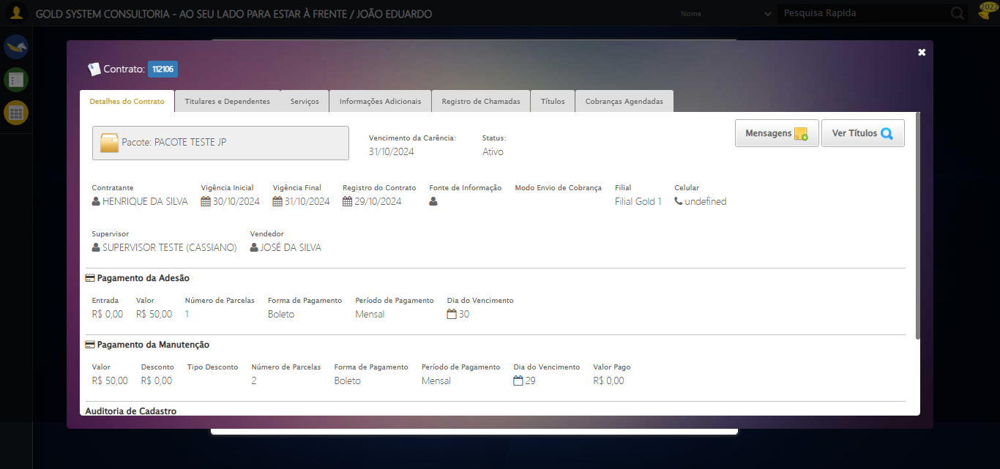 GOLD SYSTEM CONSULTORIA - AO SEU LADO PARA ESTAR À FRENTE / JOÃO EDUARDO
Nome
Pesquisa Rapida
2022
Contrato: 112106
Detalhes do Contrato
Titulares e Dependentes
Serviços
Informações Adicionais
Registro de Chamadas
Títulos
Cobranças Agendadas
Pacote: PACOTE TESTE JP
Vencimento da Carência:
31/10/2024
Status:
Ativo
Mensagens
Ver Títulos
Contratante
HENRIQUE DA SILVA
Vigência Inicial
30/10/2024
Vigência Final
31/10/2024
Registro do Contrato
29/10/2024
Fonte de Informação
Modo Envio de Cobrança
Filial
Filial Gold 1
Celular
undefined
Supervisor
SUPERVISOR TESTE (CASSIANO)
Vendedor
JOSÉ DA SILVA
Pagamento da Adesão
Entrada
R$ 0,00
Valor
R$ 50,00
Número de Parcelas
1
Forma de Pagamento
Boleto
Período de Pagamento
Mensal
Dia do Vencimento
30
Pagamento da Manutenção
Valor
R$ 50,00
Desconto
R$ 0,00
Tipo Desconto
Número de Parcelas
2
Forma de Pagamento
Boleto
Período de Pagamento
Mensal
Dia do Vencimento
29
Valor Pago
R$ 0,00
Auditoria de Cadastro